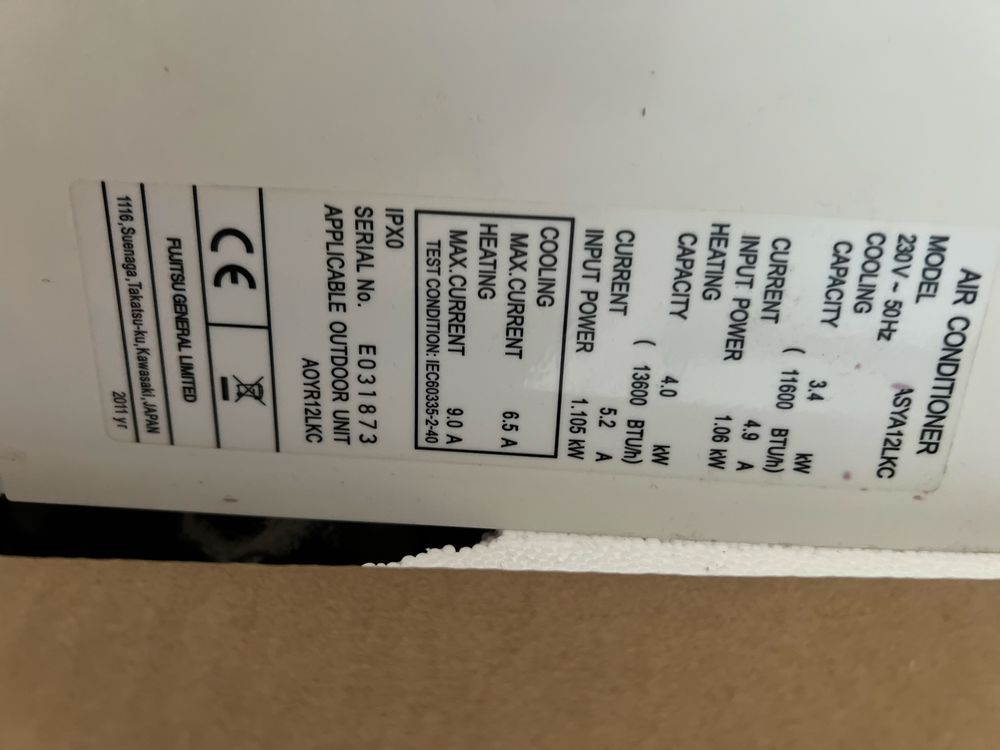 AIR CONDITIONER
MODEL ASYA12LKC
230V ~ 50Hz
COOLING
CAPACITY 3.4 kW
( 11600 BTU/h)
CURRENT 4.9 A
INPUT POWER 1.06 kW
HEATING
CAPACITY 4.0 kW
( 13600 BTU/h)
CURRENT 5.2 A
INPUT POWER 1.105 kW
COOLING
MAX.CURRENT 6.5 A
HEATING
MAX.CURRENT 9.0 A
TEST CONDITION: IEC60335-2-40
IPX0
SERIAL No. E031873
APPLICABLE OUTDOOR UNIT
AOYR12LKC
CE
FUJITSU GENERAL LIMITED
1116,Suenaga,Takatsu-ku,Kawasaki,JAPAN
2011 yr